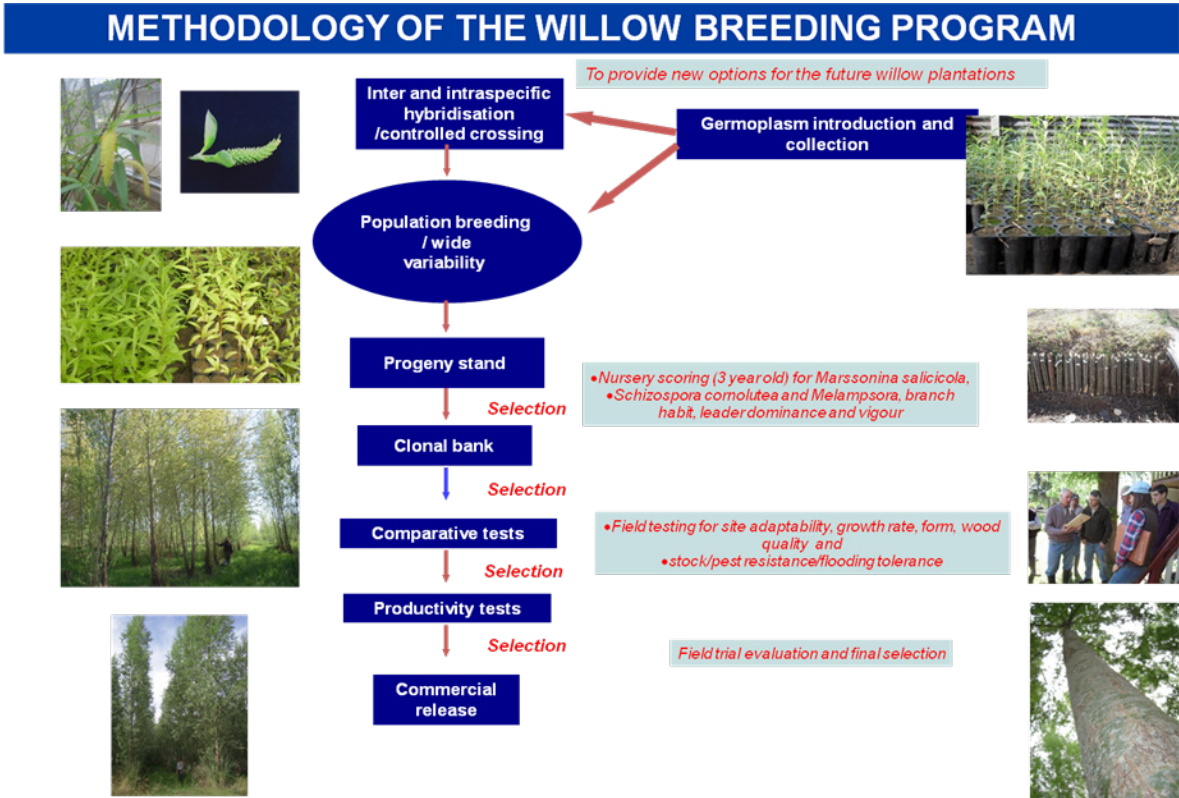 METHODOLOGY OF THE WILLOW BREEDING PROGRAM
To provide new options for the future willow plantations
Inter and intraspecific
hybridisation
/controlled crossing
Germoplasm introduction and
collection
Population breeding
/ wide
variability
Progeny stand
•Nursery scoring (3 year old) for Marssonina salicicola,
•Schizospora cornolutea and Melampsora, branch
habit, leader dominance and vigour
Selection
Clonal bank
Selection
Comparative tests
•Field testing for site adaptability, growth rate, form, wood
quality and
•stock/pest resistance/flooding tolerance
Selection
Productivity tests
Selection
Field trial evaluation and final selection
Commercial
release